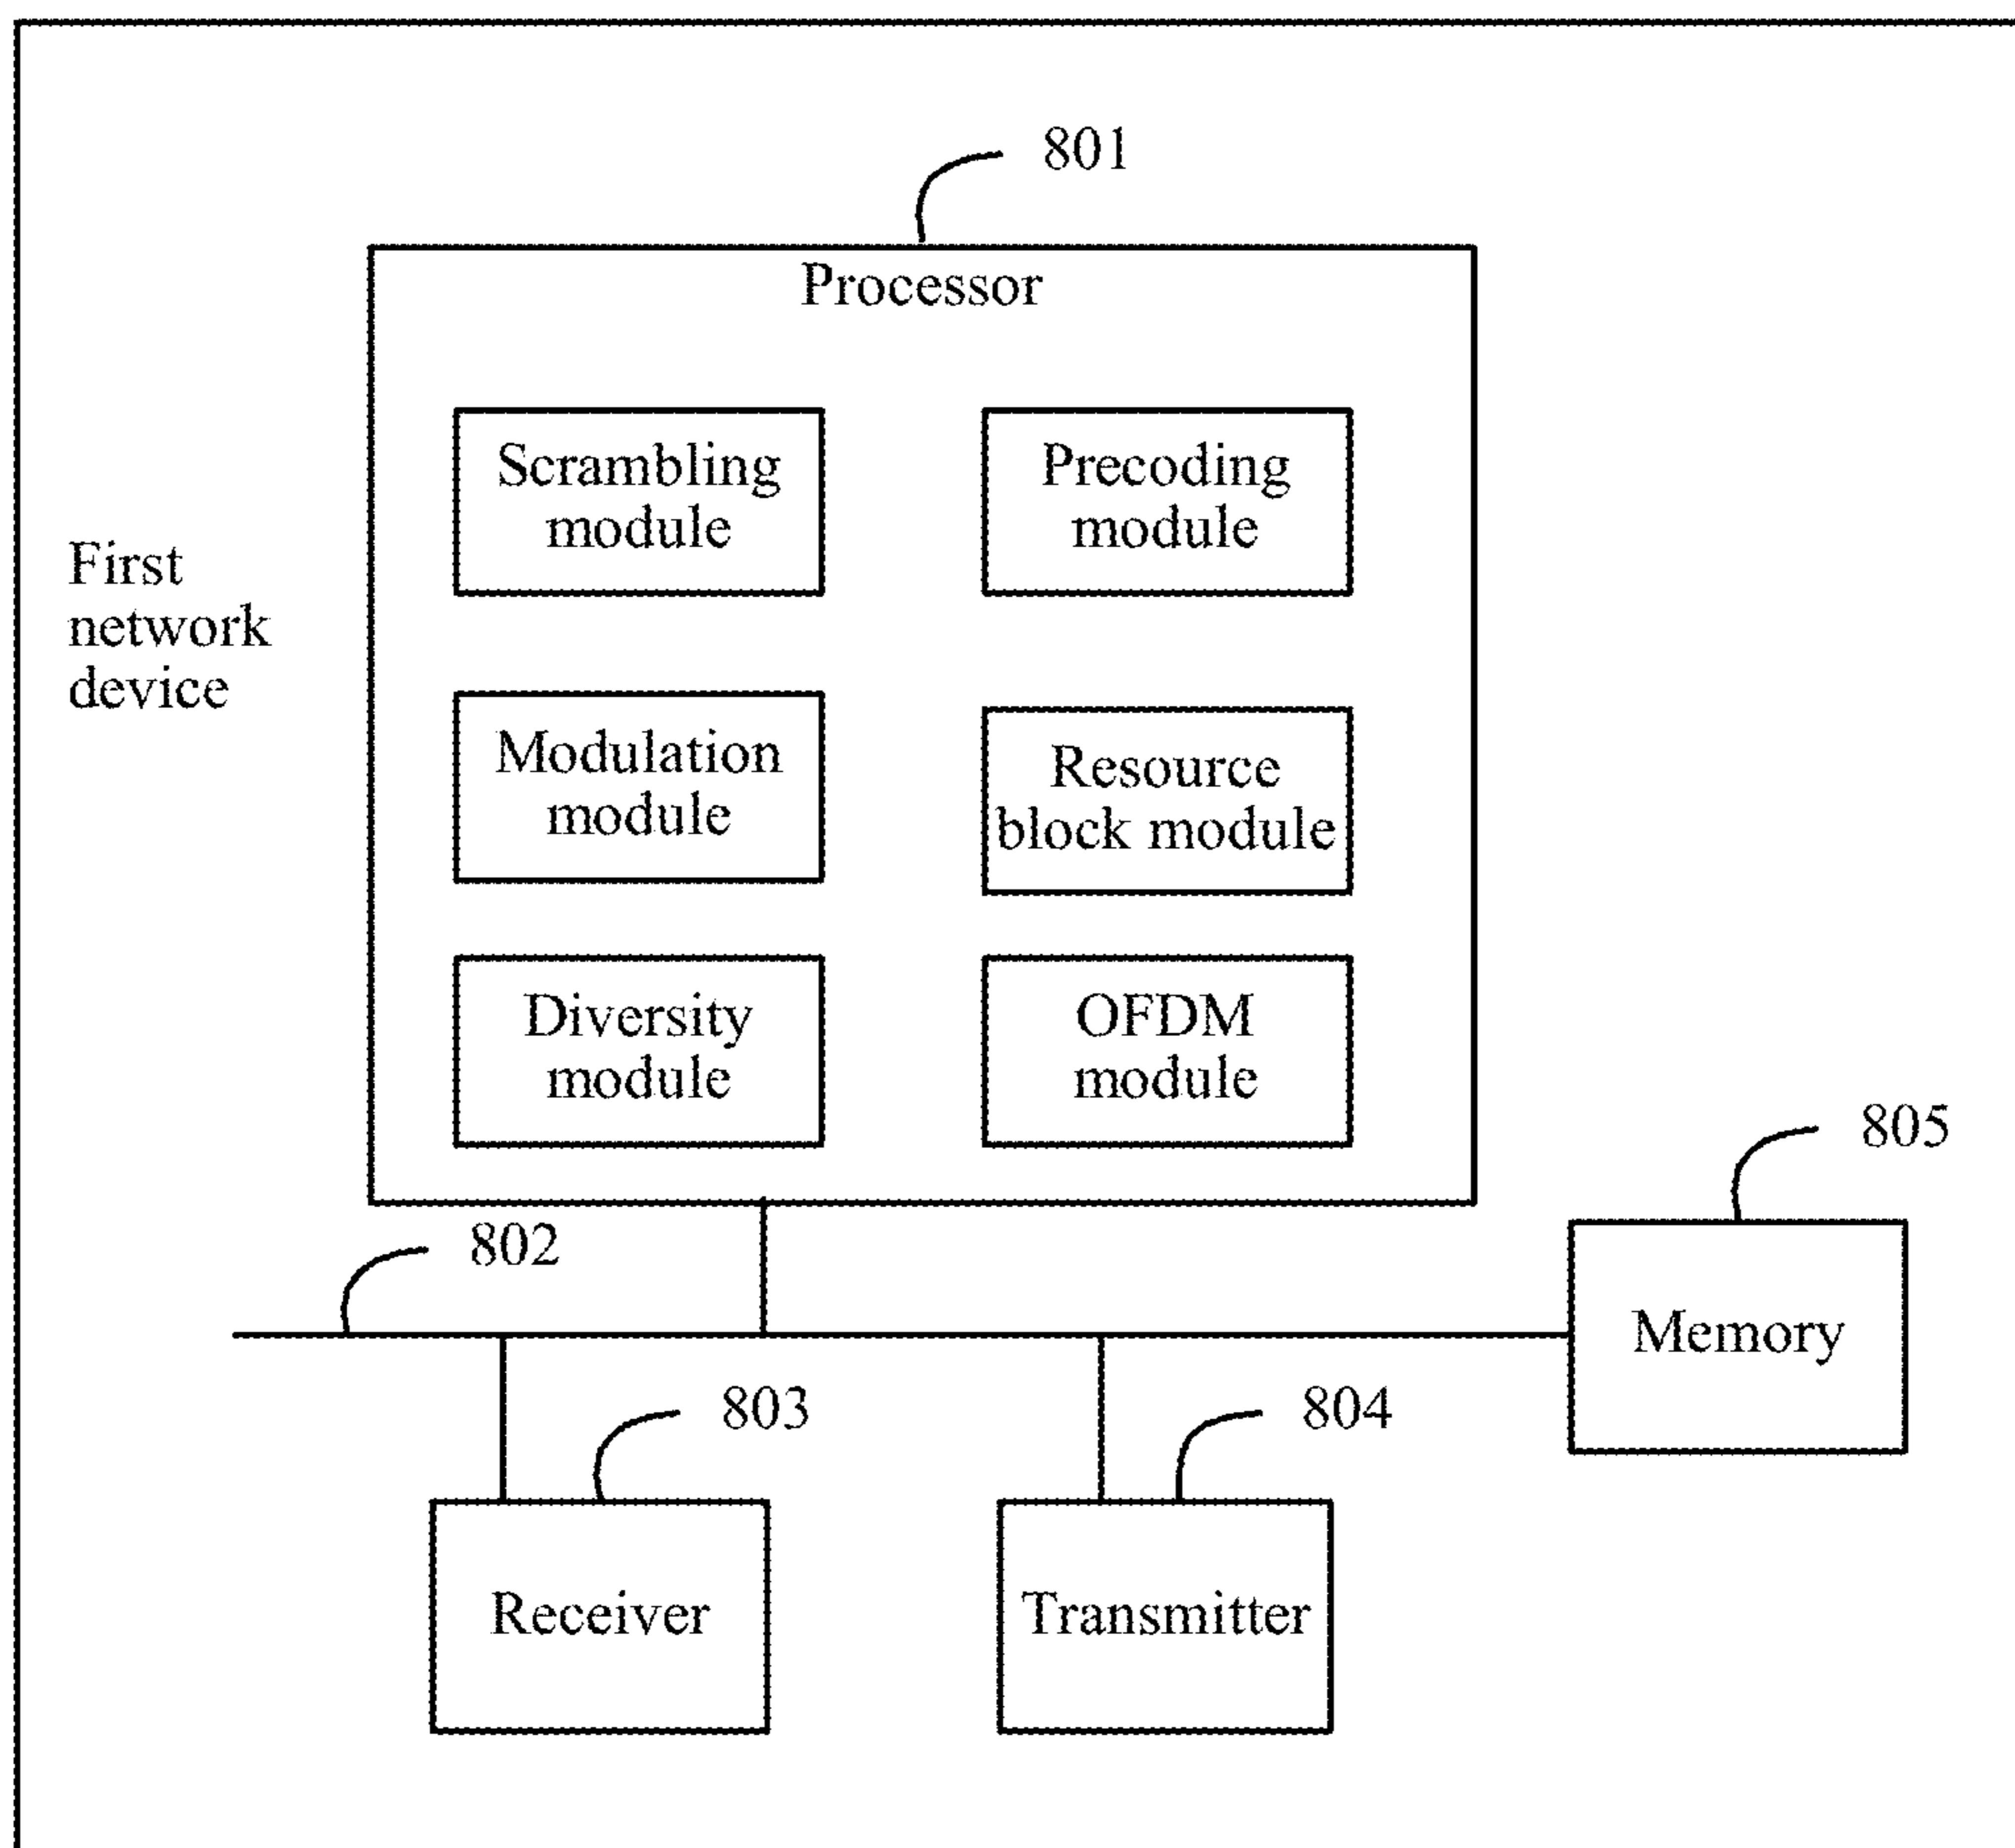 801
Processor
Scrambling
module
Precoding
module
First
network
device
Modulation
module
Resource
block module
Diversity
module
OFDM
module
805
802
Memory
803
804
Receiver
Transmitter